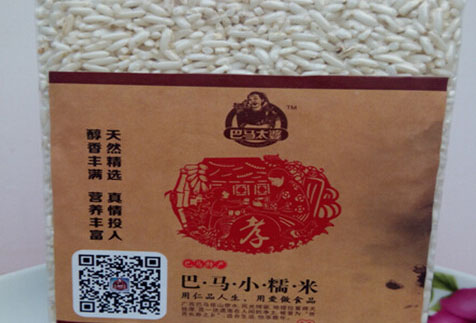 巴马太婆
TM
天然精选 真情投入
醇香丰满 营养丰富
孝
巴马特产
巴·马·小·糯·米
用仁品人生，用爱做食品